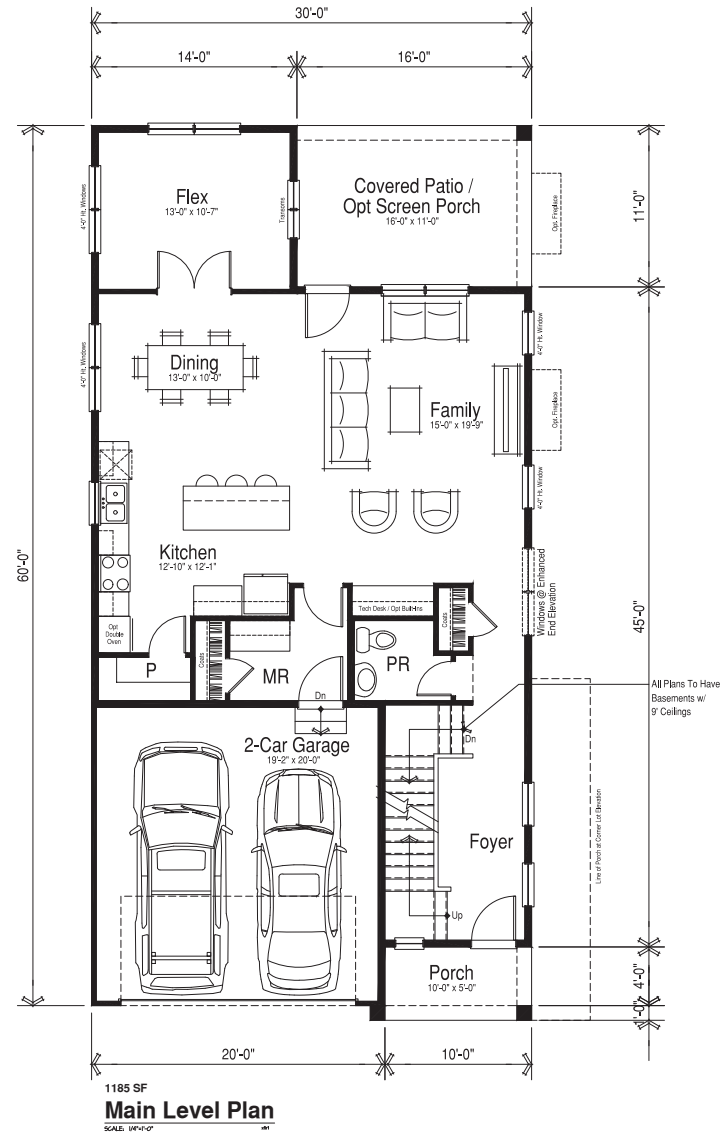 30'-0"
14'-0"
16'-0"
Flex
13'-0" x 10'-7"
4'-0" Ht. Windows
Transoms
Covered Patio /
Opt Screen Porch
16'-0" x 11'-0"
Opt. Fireplace
11'-0"
Dining
13'-0" x 10'-0"
4'-0" Ht. Windows
Family
15'-0" x 19'-9"
4'-0" Ht. Window
Opt. Fireplace
4'-0" Ht. Window
Kitchen
12'-10" x 12'-1"
60'-0"
45'-0"
Windows @ Enhanced
End Elevation
Tech Desk / Opt Built-Ins
Coats
Opt
Double
Oven
P
Coats
MR
PR
Dn
All Plans To Have
Basements w/
9' Ceilings
2-Car Garage
19'-2" x 20'-0"
Dn
Foyer
Line of Porch at Corner Lot Elevation
Up
Porch
10'-0" x 5'-0"
4'-0"
20'-0"
10'-0"
1185 SF
Main Level Plan
SCALE: 1/4"=1'-0"